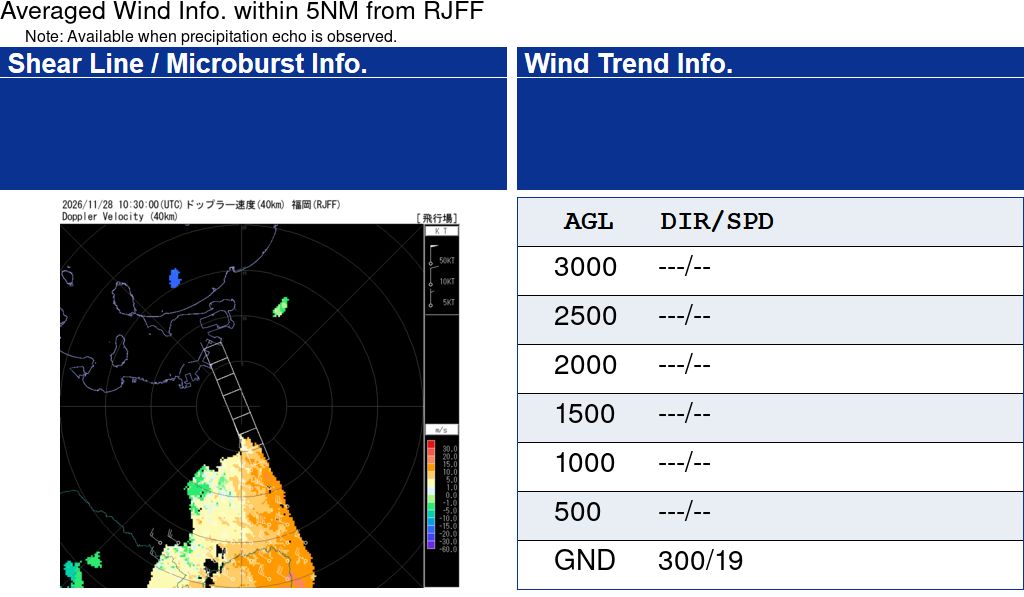 Averaged Wind Info. within 5NM from RJFF
Note: Available when precipitation echo is observed.
Shear Line / Microburst Info.
Wind Trend Info.
2026/11/28 10:30:00(UTC) ドップラー速度(40km) 福岡(RJFF)
Doppler Velocity (40km)
[飛行場]
K T
50KT
10KT
5KT
m/s
30.0
20.0
15.0
10.0
5.0
1.0
0.0
-1.0
-5.0
-10.0
-15.0
-20.0
-30.0
-60.0
AGL DIR/SPD
3000 ---/--
2500 ---/--
2000 ---/--
1500 ---/--
1000 ---/--
500 ---/--
GND 300/19